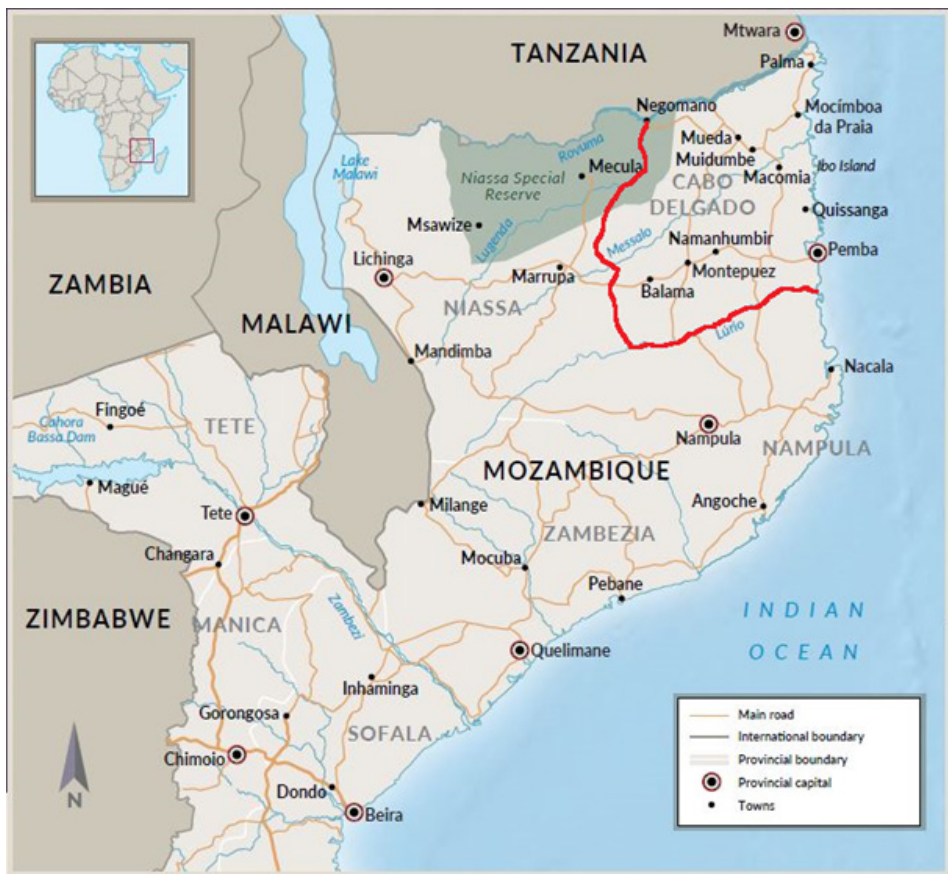 Mtwara
TANZANIA
Palma
Negomano
Mocímboa
da Praia
Mueda
Rovuma
Muidumbe
Lake
Malawi
Mecula
Ibo Island
Macomia
Niassa Special
Reserve
CABO
DELGADO
Quissanga
Msawize
Lugenda
Messalo
Namanhumbir
Pemba
Lichinga
Marrupa
Montepuez
ZAMBIA
Balama
NIASSA
MALAWI
Lúrio
Mandimba
Nacala
Fingoé
TETE
Cahora
Bassa Dam
Nampula
NAMPULA
MOZAMBIQUE
Magué
Milange
Angoche
Tete
ZAMBEZIA
Changara
Mocuba
Pebane
ZIMBABWE
MANICA
Zambezi
INDIAN
OCEAN
Quelimane
Inhaminga
Gorongosa
SOFALA
Chimoio
Dondo
Beira
N
Main road
International boundary
Provincial boundary
Provincial capital
Towns